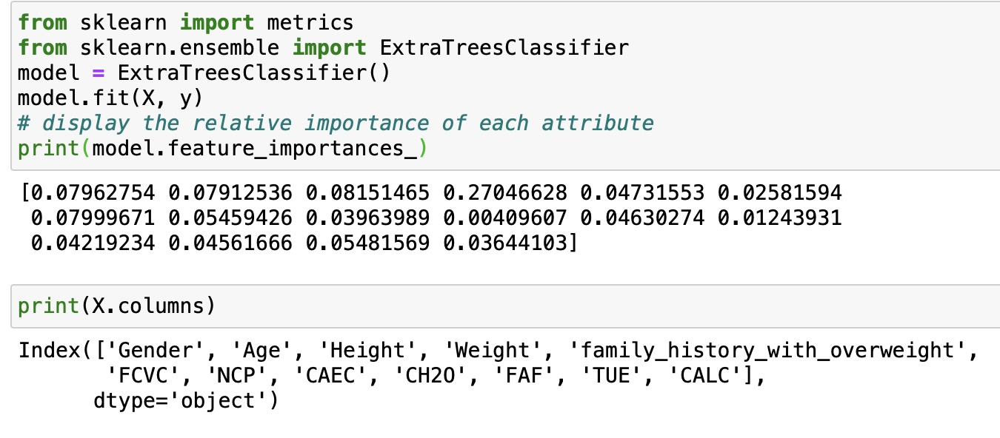 from sklearn import metrics
from sklearn.ensemble import ExtraTreesClassifier
model = ExtraTreesClassifier()
model.fit(X, y)
# display the relative importance of each attribute
print(model.feature_importances_)
[0.07962754 0.07912536 0.08151465 0.27046628 0.04731553 0.02581594
 0.07999671 0.05459426 0.03963989 0.00409607 0.04630274 0.01243931
 0.04219234 0.04561666 0.05481569 0.03644103]
print(X.columns)
Index(['Gender', 'Age', 'Height', 'Weight', 'family_history_with_overweight',
       'FCVC', 'NCP', 'CAEC', 'CH2O', 'FAF', 'TUE', 'CALC'],
      dtype='object')